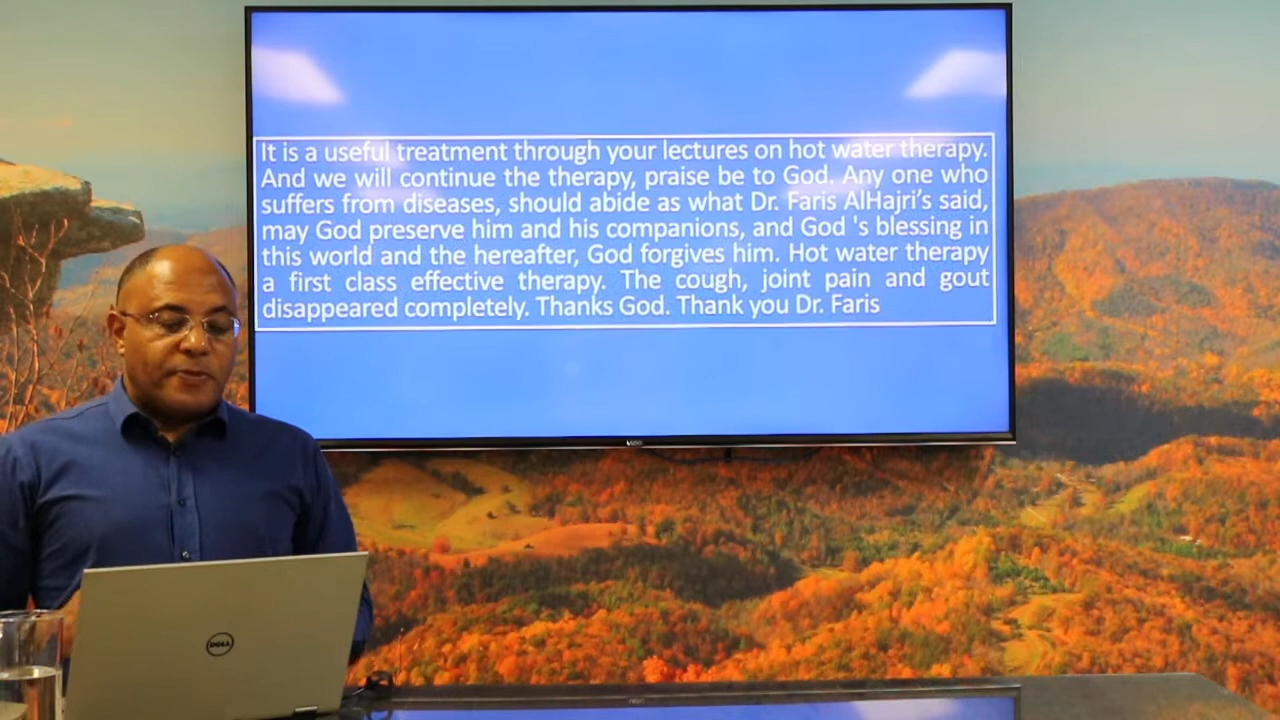 It is a useful treatment through your lectures on hot water therapy.
And we will continue the therapy, praise be to God. Any one who
suffers from diseases, should abide as what Dr. Faris AlHajri's said,
may God preserve him and his companions, and God 's blessing in
this world and the hereafter, God forgives him. Hot water therapy
a first class effective therapy. The cough, joint pain and gout
disappeared completely. Thanks God. Thank you Dr. Faris
DELL